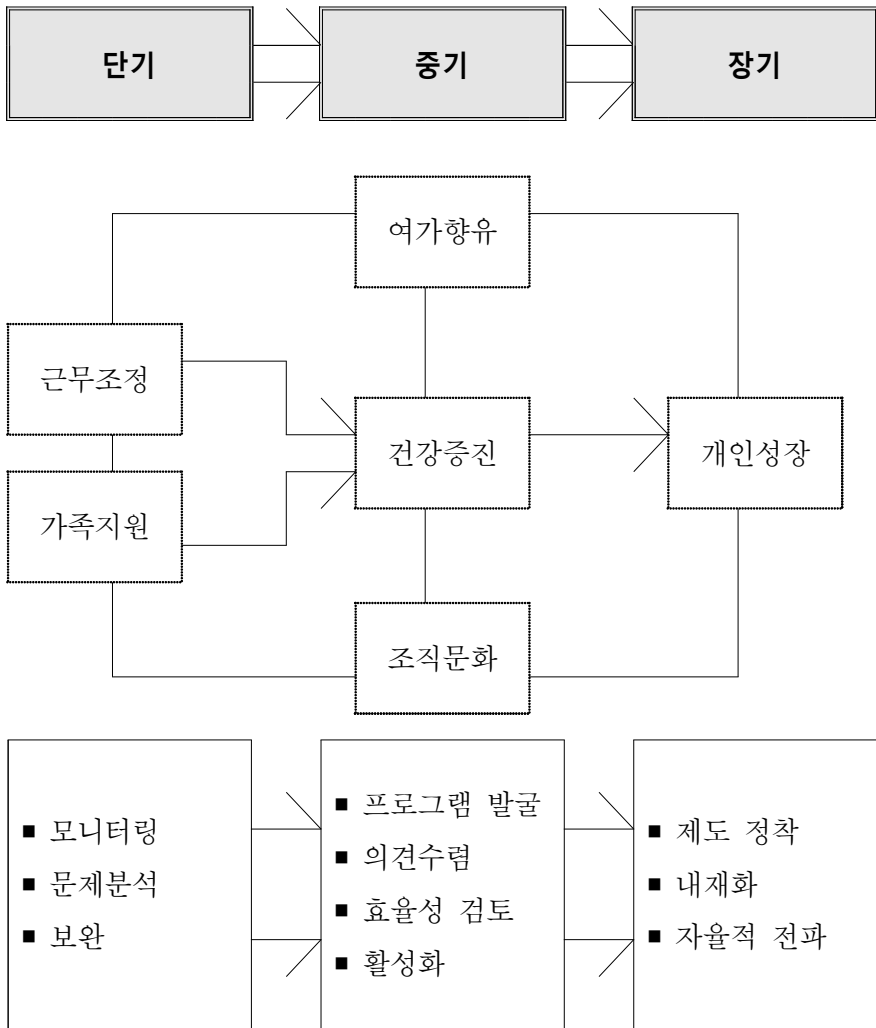 단기
중기
장기
여가향유
근무조정
건강증진
개인성장
가족지원
조직문화
■ 모니터링
■ 문제분석
■ 보완
■ 프로그램 발굴
■ 의견수렴
■ 효율성 검토
■ 활성화
■ 제도 정착
■ 내재화
■ 자율적 전파